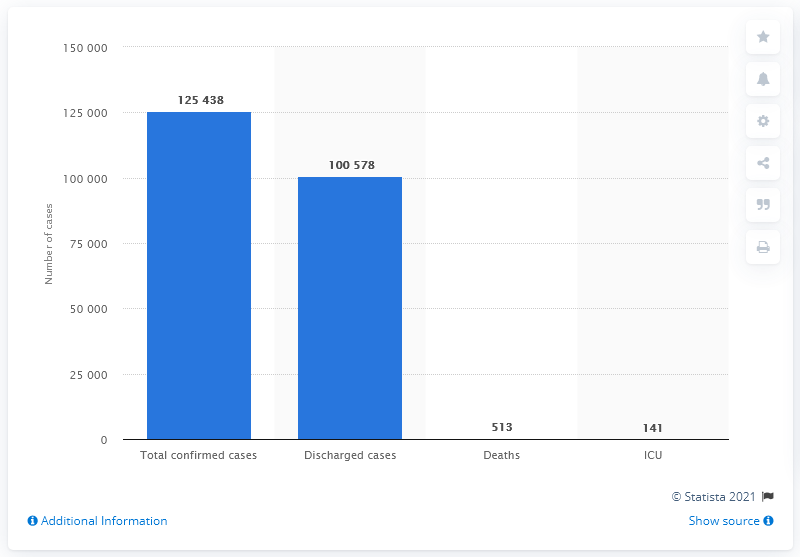 150 000
125 000
100 000
75 000
50 000
25 000
0
Number of cases
125 438
100 578
513
141
Total confirmed cases
Discharged cases
Deaths
ICU
© Statista 2021
Additional Information
Show source